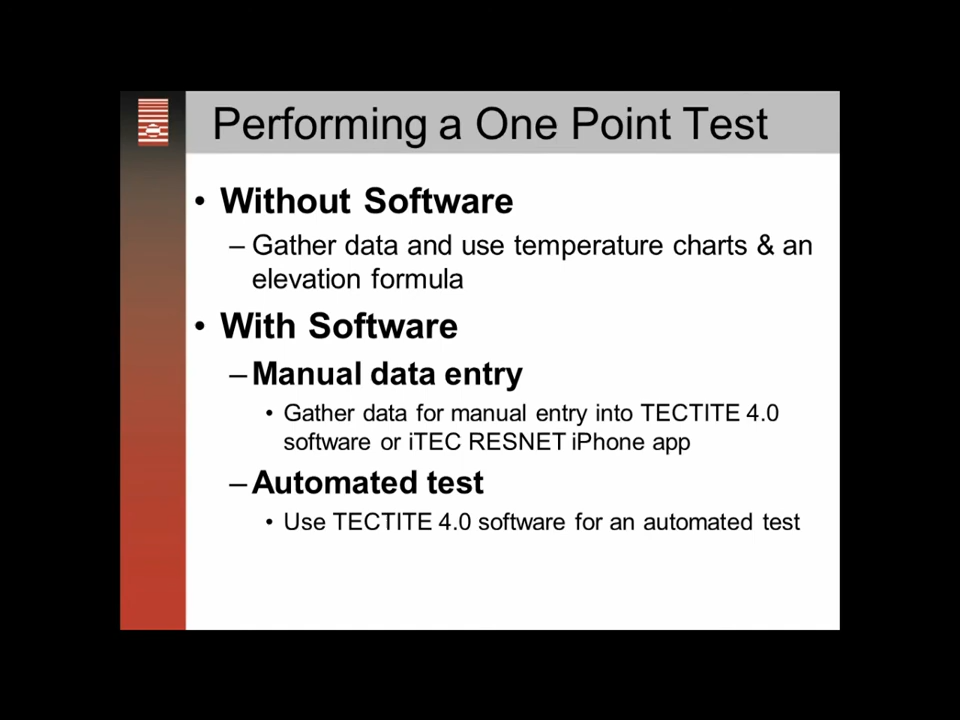 Performing a One Point Test
• Without Software
– Gather data and use temperature charts & an
elevation formula
• With Software
– Manual data entry
• Gather data for manual entry into TECTITE 4.0
software or iTEC RESNET iPhone app
– Automated test
• Use TECTITE 4.0 software for an automated test